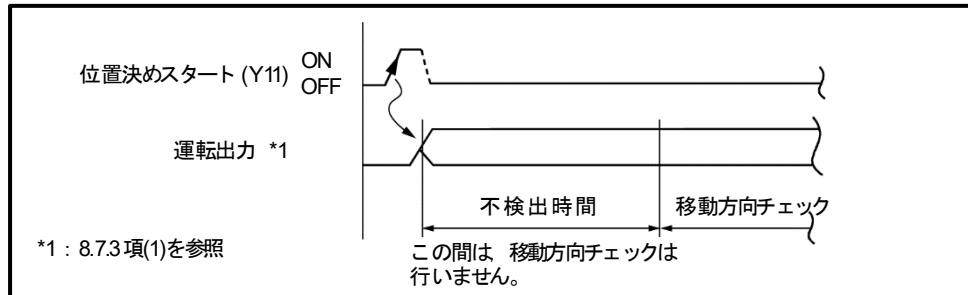 位置決めスタート (Y11) ON
OFF
運転出力 *1
不検出時間 移動方向チェック
*1 : 8.7.3 項(1)を参照
この間は、移動方向チェックは
行いません。